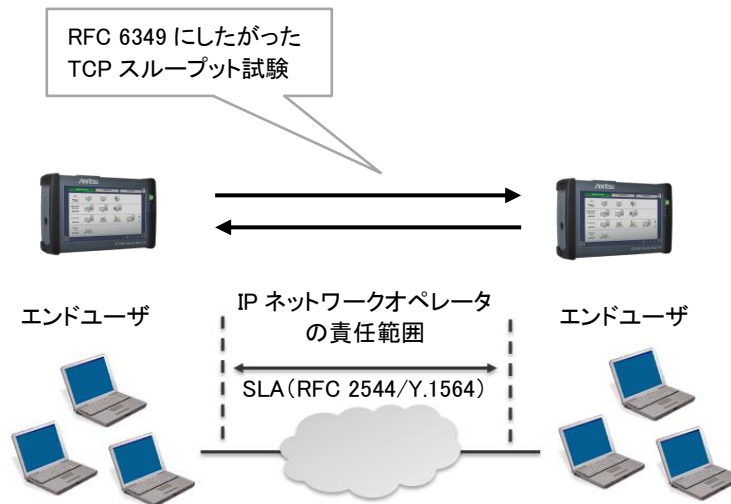 RFC 6349 にしたがった
TCP スループット試験
Anritsu
Anritsu
エンドユーザ
IP ネットワークオペレータ
の責任範囲
エンドユーザ
SLA(RFC 2544/Y.1564)